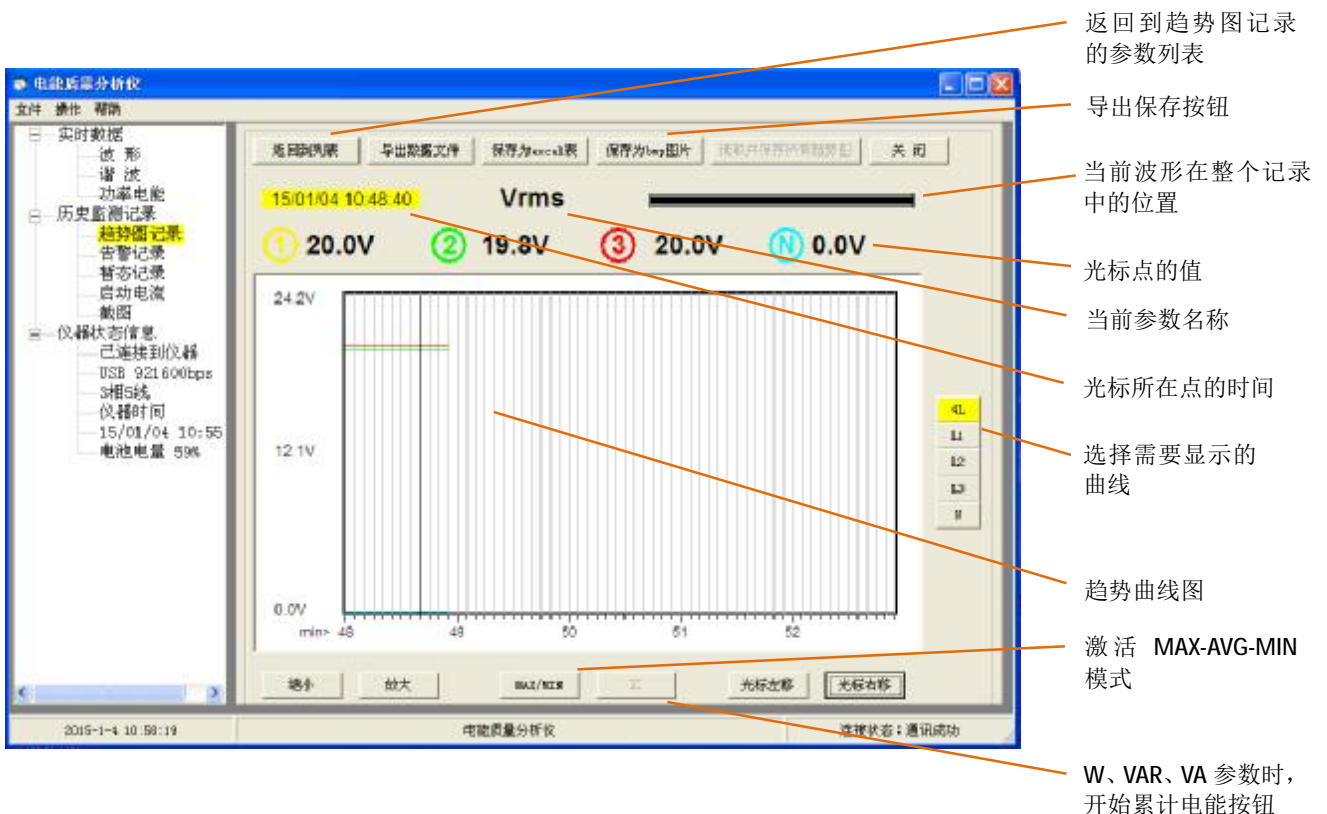 返回到趋势图记录
的参数列表
导出保存按钮
当前波形在整个记录
中的位置
光标点的值
当前参数名称
光标所在点的时间
选择需要显示的
曲线
趋势曲线图
激活 MAX-AVG-MIN
模式
W、VAR、VA 参数时,
开始累计电能按钮
电能质量分析仪
文件 操作 帮助
实时数据
波 形
谐 波
功率电能
历史监测记录
趋势图记录
告警记录
暂态记录
启动电流
截图
仪器状态信息
已连接到仪器
USB 921600bps
3相5线
仪器时间
15/01/04 10:55
电池电量 59%
返回到列表 导出数据文件 保存为excel表 保存为bmp图片 关 闭
15/01/04 10:48:40 Vrms
1 20.0V 2 19.8V 3 20.0V N 0.0V
24.2V
12.1V
0.0V
min> 48 49 50 51 52
4L
L1
L2
L3
N
缩小 放大 MAX/MIN Σ 光标左移 光标右移
电能质量分析仪 连接状态：通讯成功